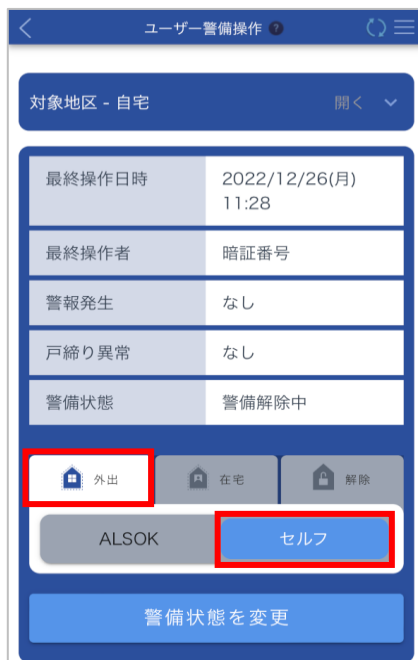 ユーザー警備操作 ?
対象地区 - 自宅 開く
最終操作日時 2022/12/26(月)
11:28
最終操作者 暗証番号
警報発生 なし
戸締り異常 なし
警備状態 警備解除中
外出 在宅 解除
ALSOK セルフ
警備状態を変更